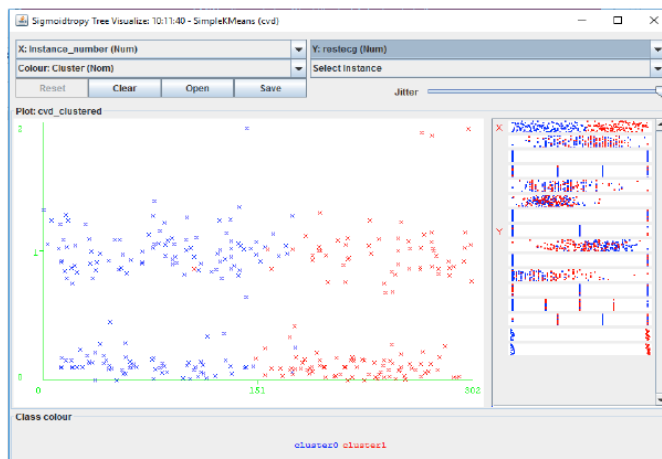 Sigmoidtropy Tree Visualize: 10:11:40 - SimpleKMeans (cvd)
X: Instance_number (Num) Y: restecg (Num)
Colour: Cluster (Nom) Select Instance
Reset Clear Open Save Jitter
Plot: cvd_clustered
2
1
0
0 151 302
X
Y
Class colour
cluster0 cluster1